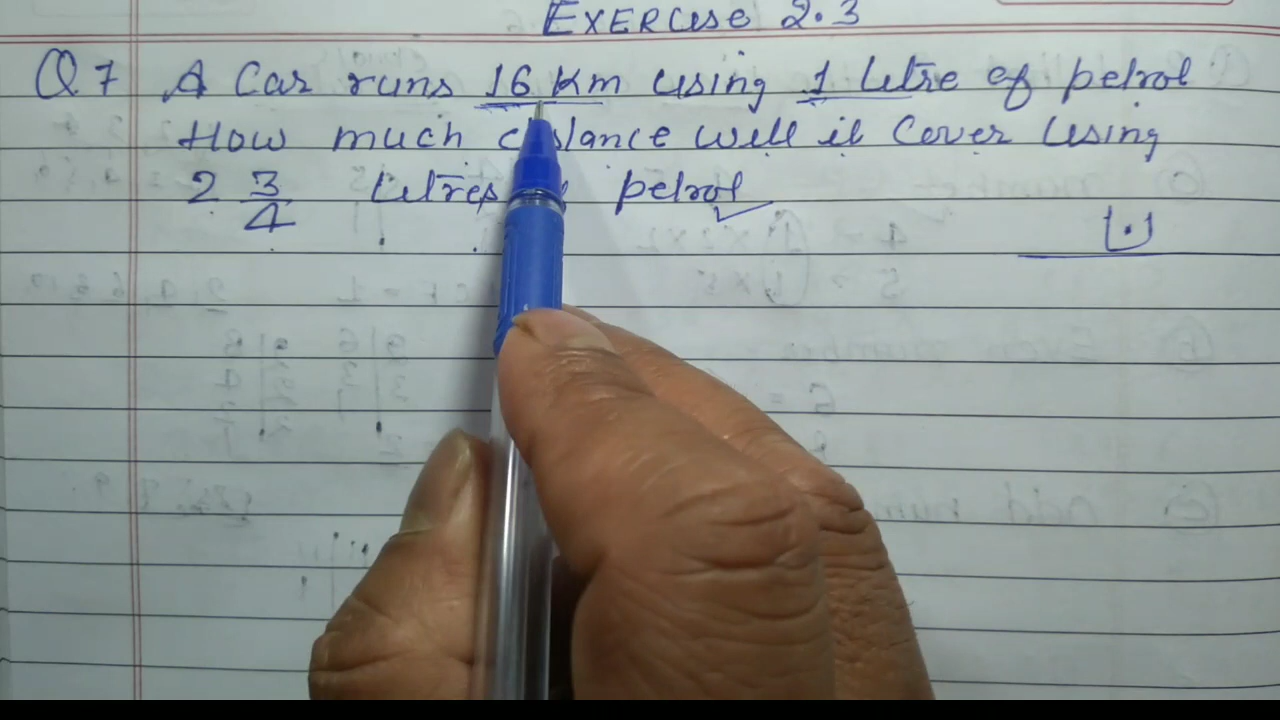 EXERCISE 2.3
Q 7 A Car runs 16 Km using 1 litre of petrol
How much distance will it Cover Using
2 3/4 litres petrol